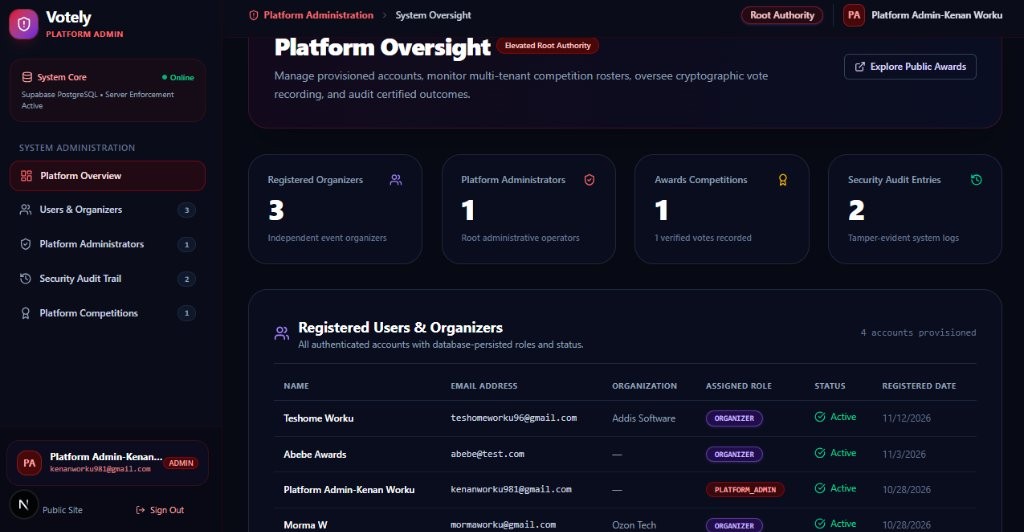 Votely
PLATFORM ADMIN
System Core
Online
Supabase PostgreSQL • Server Enforcement
Active
SYSTEM ADMINISTRATION
Platform Overview
Users & Organizers 3
Platform Administrators 1
Security Audit Trail 2
Platform Competitions 1
PA
Platform Admin-Kenan...
kenanworku981@gmail.com
ADMIN
N
Public Site
Sign Out
Platform Administration > System Oversight
Root Authority
PA
Platform Admin-Kenan Worku
Platform Oversight
Elevated Root Authority
Manage provisioned accounts, monitor multi-tenant competition rosters, oversee cryptographic vote
recording, and audit certified outcomes.
Explore Public Awards
Registered Organizers
3
Independent event organizers
Platform Administrators
1
Root administrative operators
Awards Competitions
1
1 verified votes recorded
Security Audit Entries
2
Tamper-evident system logs
Registered Users & Organizers
All authenticated accounts with database-persisted roles and status.
4 accounts provisioned
NAME EMAIL ADDRESS ORGANIZATION ASSIGNED ROLE STATUS REGISTERED DATE
Teshome Worku teshomeworku96@gmail.com Addis Software ORGANIZER Active 11/12/2026
Abebe Awards abebe@test.com — ORGANIZER Active 11/3/2026
Platform Admin-Kenan Worku kenanworku981@gmail.com — PLATFORM_ADMIN Active 10/28/2026
Morma W mormaworku@gmail.com Ozon Tech ORGANIZER Active 10/28/2026